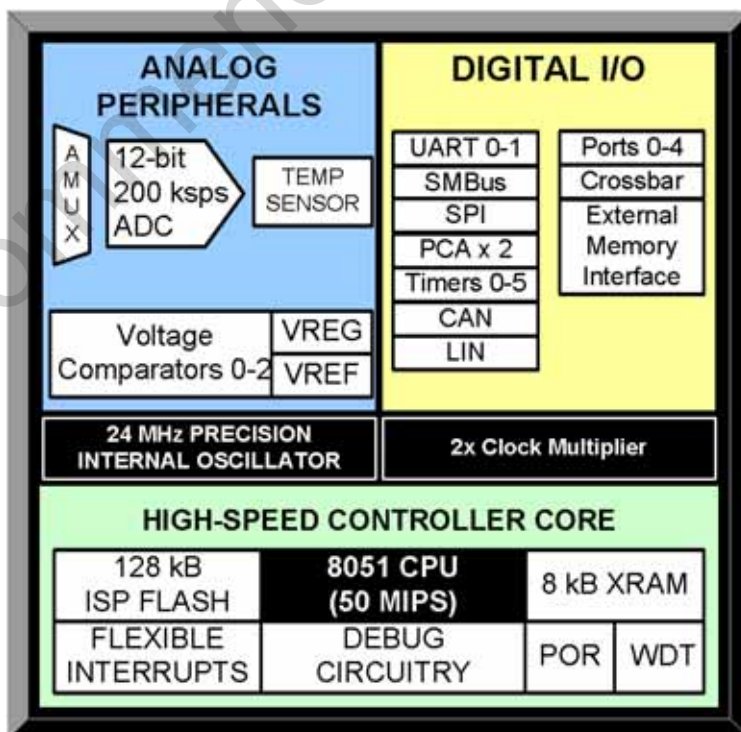 ANALOG
PERIPHERALS
A
M
U
X
12-bit
200 ksps
ADC
TEMP
SENSOR
Voltage
Comparators 0-2
VREG
VREF
DIGITAL I/O
UART 0-1
SMBus
SPI
PCA x 2
Timers 0-5
CAN
LIN
Ports 0-4
Crossbar
External
Memory
Interface
24 MHz PRECISION
INTERNAL OSCILLATOR
2x Clock Multiplier
HIGH-SPEED CONTROLLER CORE
128 kB
ISP FLASH
8051 CPU
(50 MIPS)
8 kB XRAM
FLEXIBLE
INTERRUPTS
DEBUG
CIRCUITRY
POR
WDT